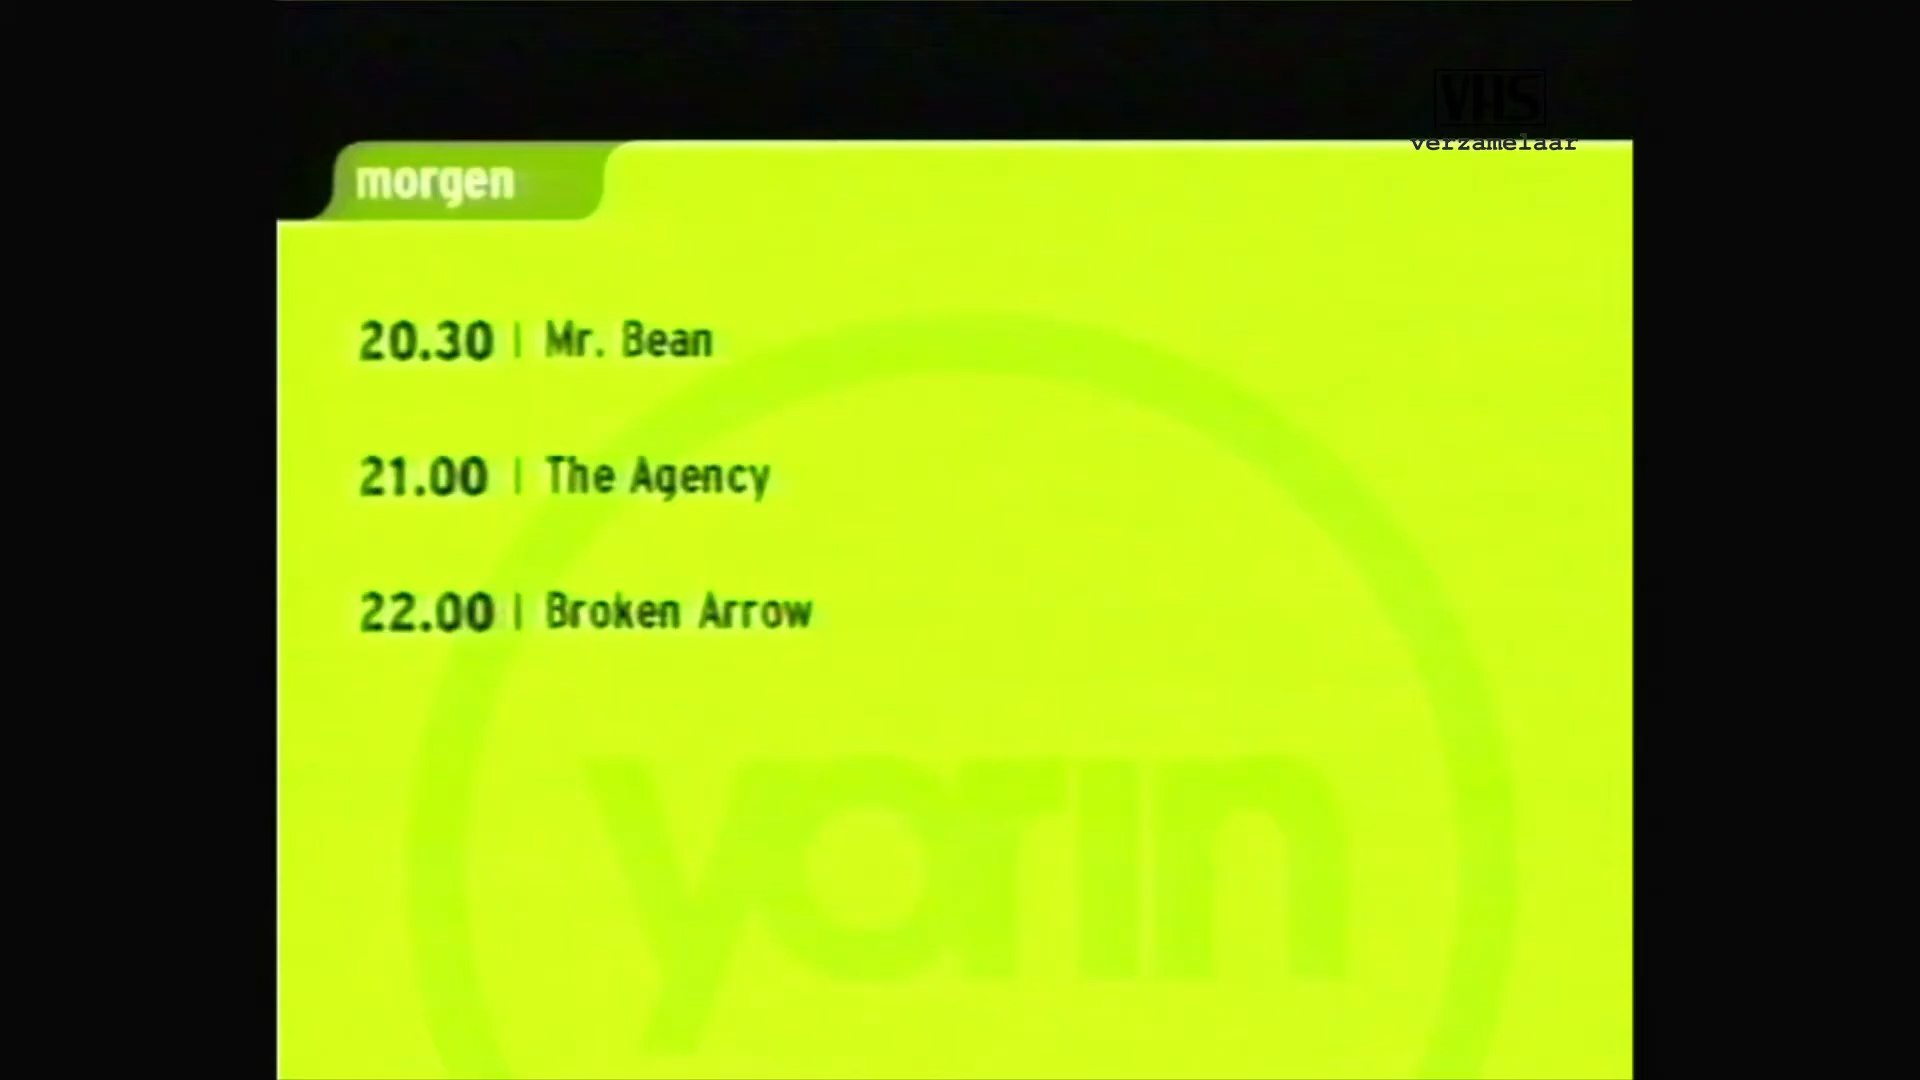 VHS
verzamelaar
morgen
20.30 | Mr. Bean
21.00 | The Agency
22.00 | Broken Arrow
yorin